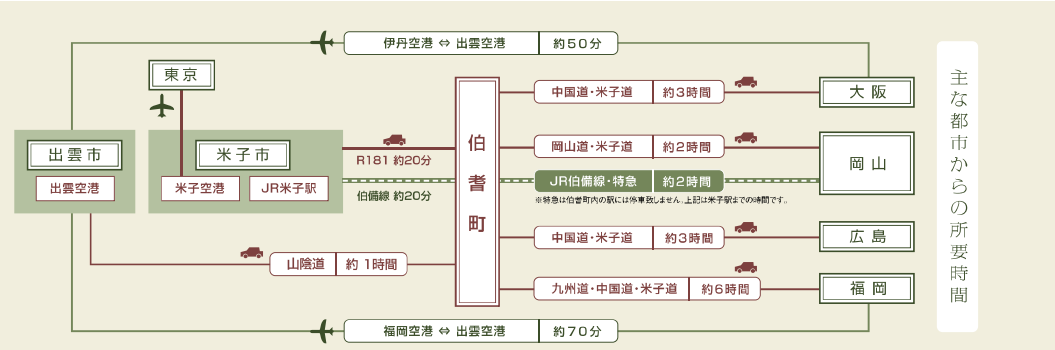 伊丹空港 ⇔ 出雲空港 約50分
東京
出雲市
出雲空港
米子市
米子空港
JR米子駅
R181 約20分
伯備線 約20分
山陰道 約 1時間
伯耆町
中国道・米子道 約3時間
大阪
岡山道・米子道 約2時間
岡山
JR伯備線・特急 約2時間
※特急は伯耆町内の駅には停車致しません。上記は米子駅までの時間です。
中国道・米子道 約3時間
広島
九州道・中国道・米子道 約6時間
福岡
福岡空港 ⇔ 出雲空港 約70分
主な都市からの所要時間